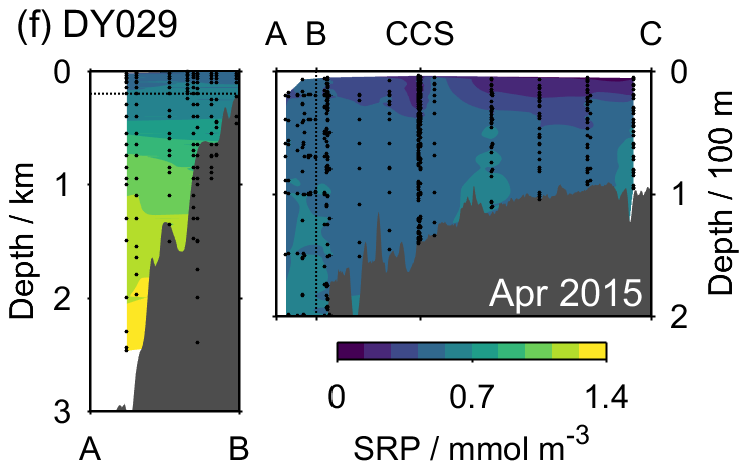 (f) DY029
A B CCS C
0
1
2
3
Depth / km
A B
0
1
2
Depth / 100 m
Apr 2015
0 0.7 1.4
SRP / mmol m-3